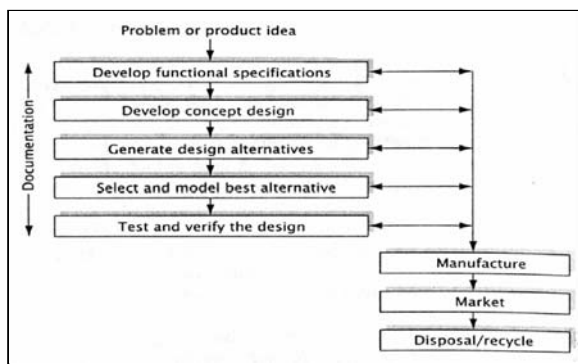 Problem or product idea
Develop functional specifications
Develop concept design
Generate design alternatives
Select and model best alternative
Test and verify the design
Documentation
Manufacture
Market
Disposal/recycle